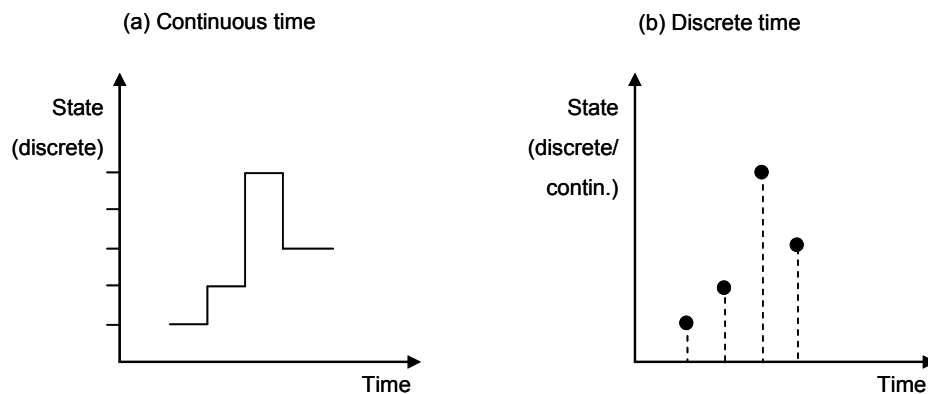 (a) Continuous time
State
(discrete)
Time
(b) Discrete time
State
(discrete/
contin.)
Time